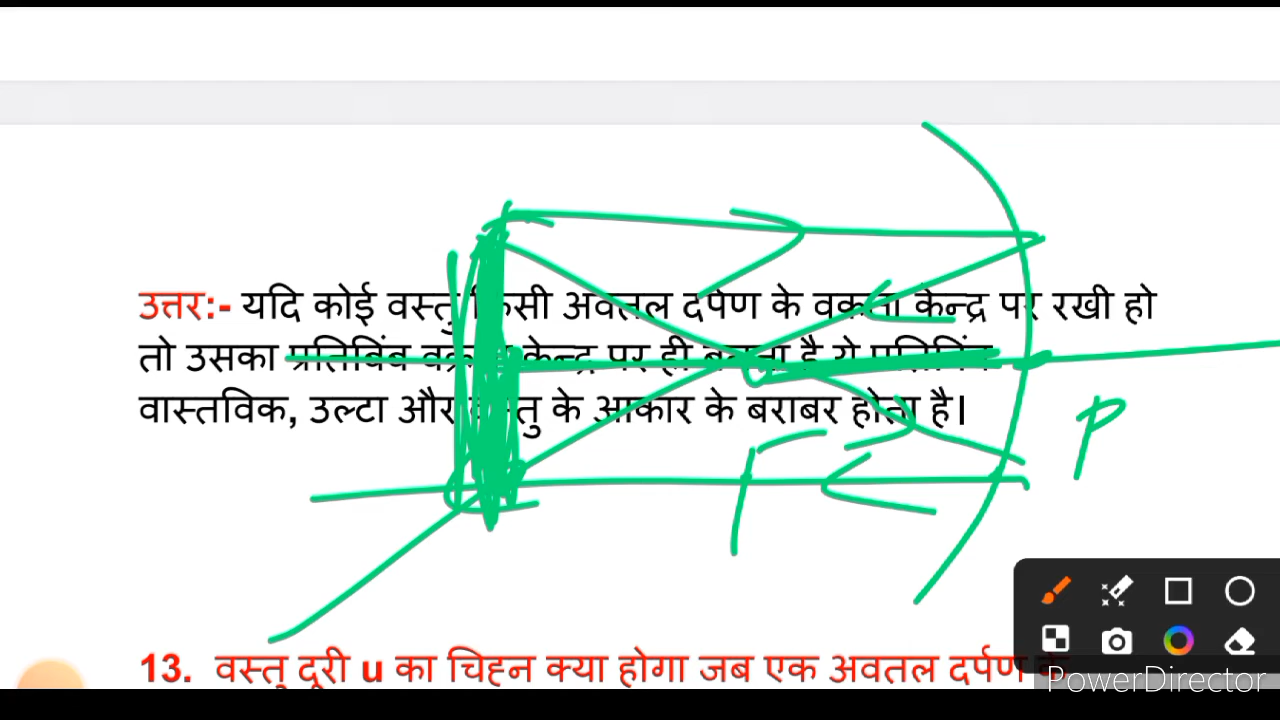 उत्तर:- यदि कोई वस्तु किसी अवतल दर्पण के वक्रता केन्द्र पर रखी हो
तो उसका प्रतिबिंब वक्रता केन्द्र पर ही बनता है ये प्रतिबिंब
वास्तविक, उल्टा और वस्तु के आकार के बराबर होता है।
F
P
13. वस्तु दूरी u का चिह्न क्या होगा जब एक अवतल दर्पण के
PowerDirector